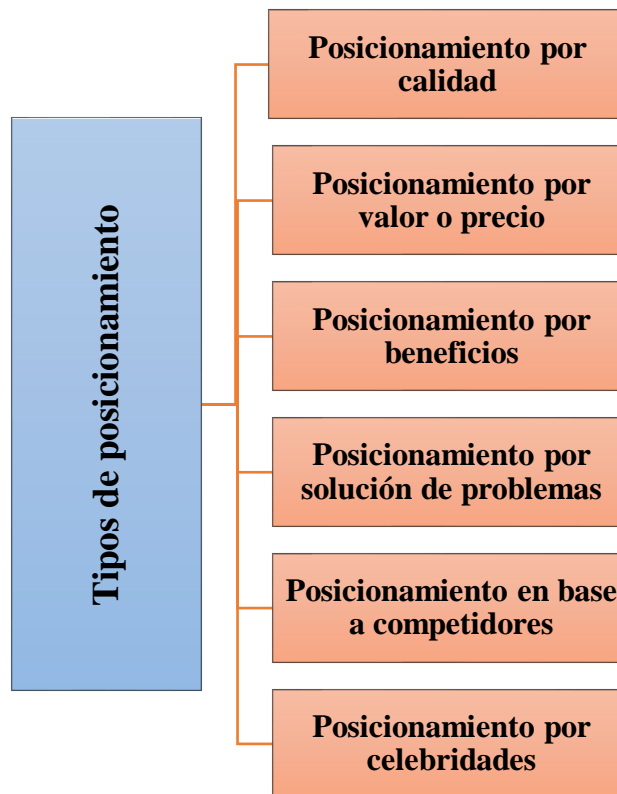 Tipos de posicionamiento
Posicionamiento por
calidad
Posicionamiento por
valor o precio
Posicionamiento por
beneficios
Posicionamiento por
solución de problemas
Posicionamiento en base
a competidores
Posicionamiento por
celebridades